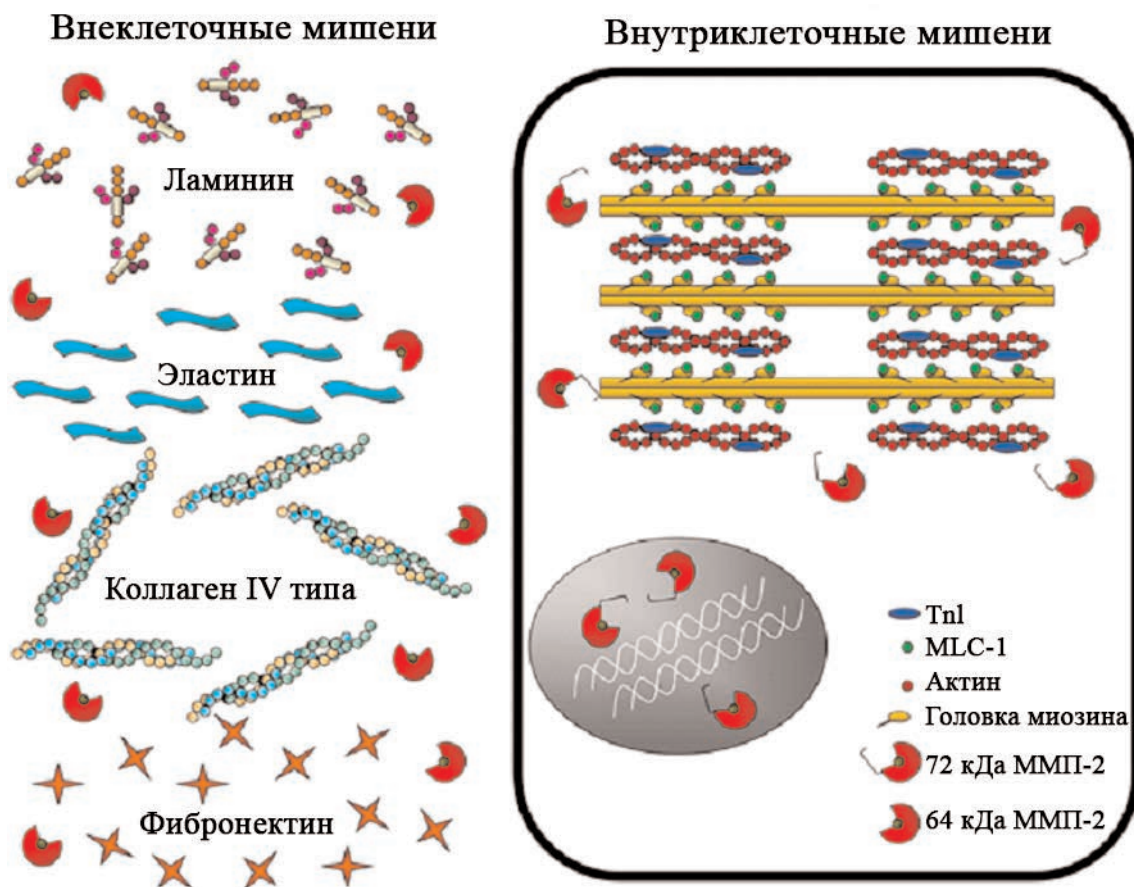 Внеклеточные мишени
Ламинин
Эластин
Коллаген IV типа
Фибронектин
Внутриклеточные мишени
Tnl
MLC-1
Актин
Головка миозина
72 кДа ММП-2
64 кДа ММП-2